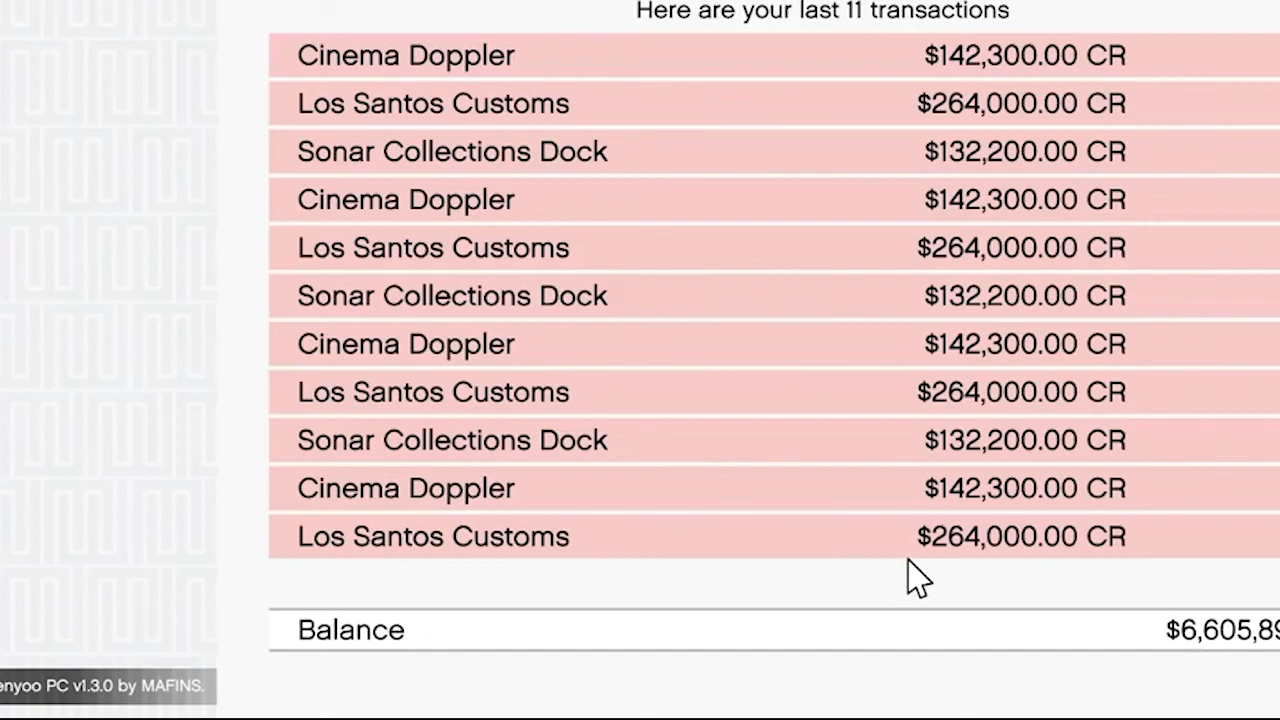 Here are your last 11 transactions
Cinema Doppler $142,300.00 CR
Los Santos Customs $264,000.00 CR
Sonar Collections Dock $132,200.00 CR
Cinema Doppler $142,300.00 CR
Los Santos Customs $264,000.00 CR
Sonar Collections Dock $132,200.00 CR
Cinema Doppler $142,300.00 CR
Los Santos Customs $264,000.00 CR
Sonar Collections Dock $132,200.00 CR
Cinema Doppler $142,300.00 CR
Los Santos Customs $264,000.00 CR
Balance $6,605,89
enyoo PC v1.3.0 by MAFINS.